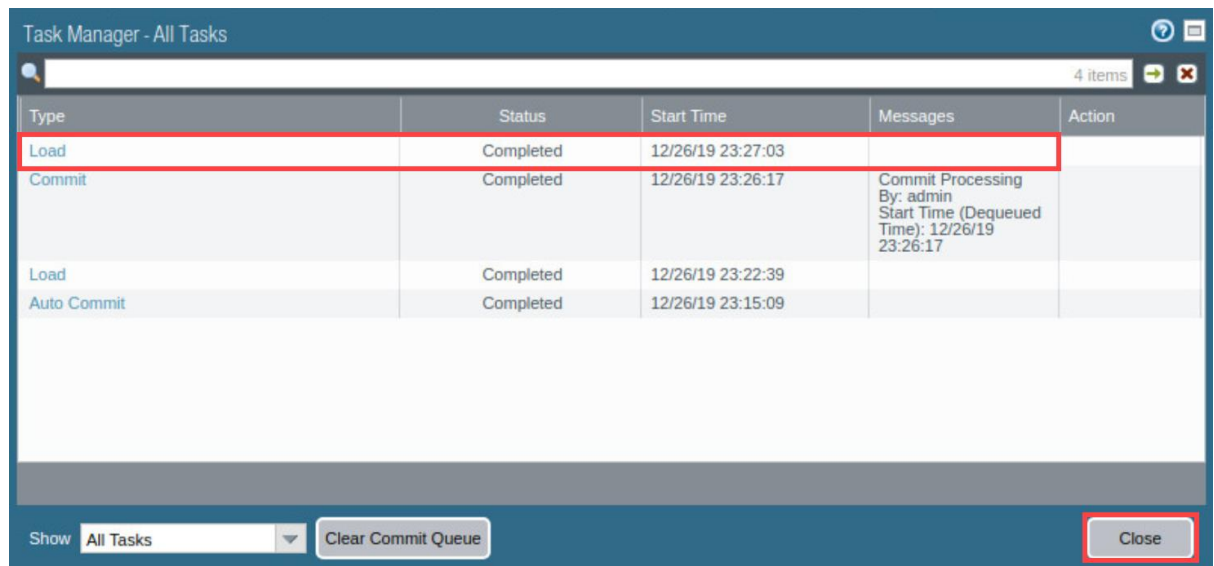 Task Manager - All Tasks
4 items
Type Status Start Time Messages Action
Load Completed 12/26/19 23:27:03
Commit Completed 12/26/19 23:26:17 Commit Processing
By: admin
Start Time (Dequeued
Time): 12/26/19
23:26:17
Load Completed 12/26/19 23:22:39
Auto Commit Completed 12/26/19 23:15:09
Show All Tasks Clear Commit Queue Close